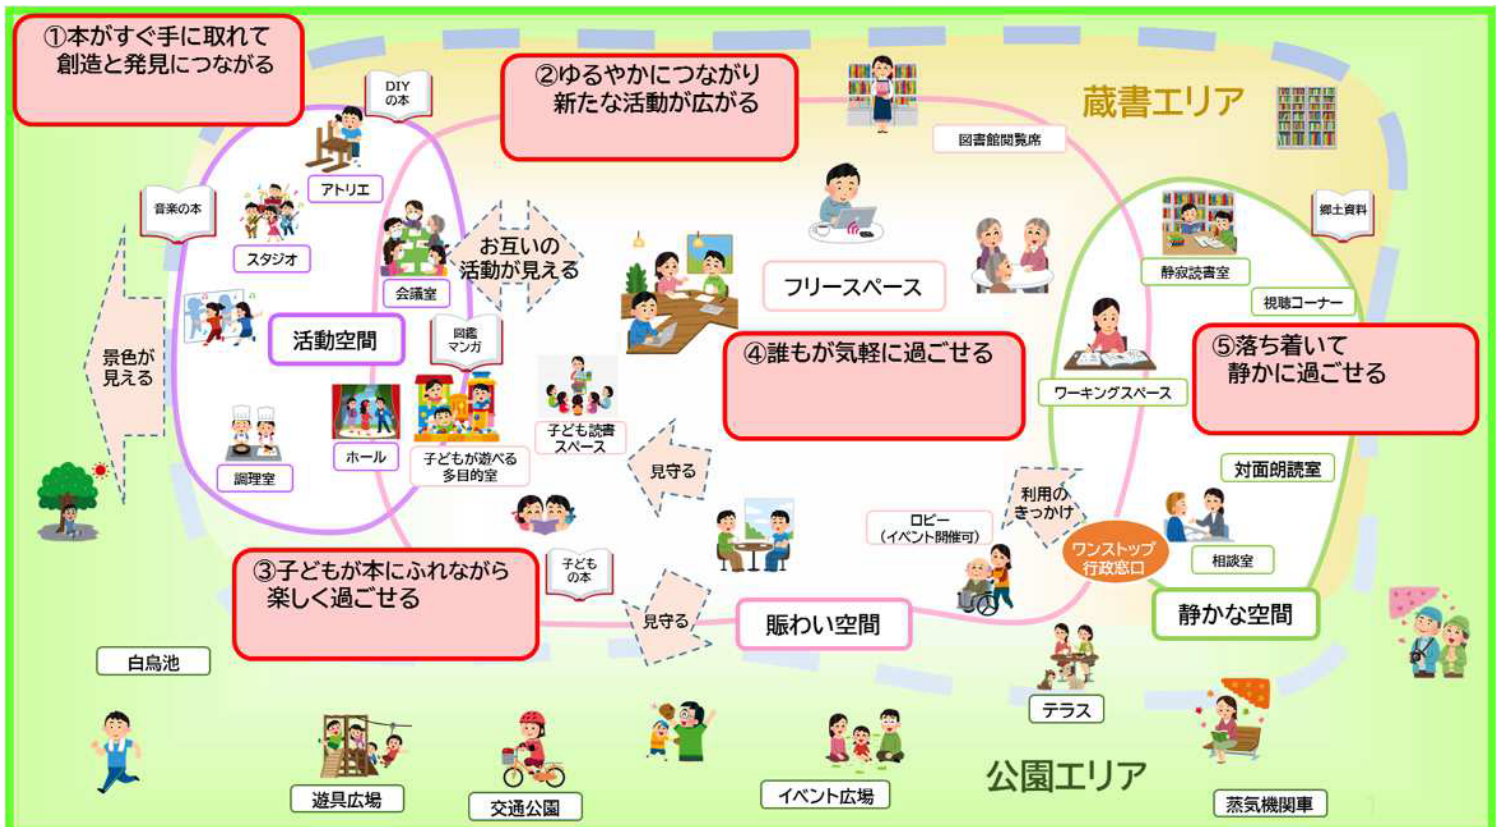 ①本がすぐ手に取れて
創造と発見につながる
②ゆるやかにつながり
新たな活動が広がる
DIY
の本
蔵書エリア
図書館閲覧席
アトリエ
音楽の本
郷土資料
スタジオ
会議室
お互いの
活動が見える
フリースペース
静寂読書室
視聴コーナー
景色が
見える
活動空間
図鑑
マンガ
④誰もが気軽に過ごせる
⑤落ち着いて
静かに過ごせる
ワーキングスペース
調理室
ホール
子どもが遊べる
多目的室
子ども読書
スペース
見守る
対面朗読室
利用の
きっかけ
ロビー
(イベント開催可)
ワンストップ
行政窓口
相談室
③子どもが本にふれながら
楽しく過ごせる
子ども
の本
見守る
賑わい空間
静かな空間
白鳥池
テラス
公園エリア
遊具広場
交通公園
イベント広場
蒸気機関車